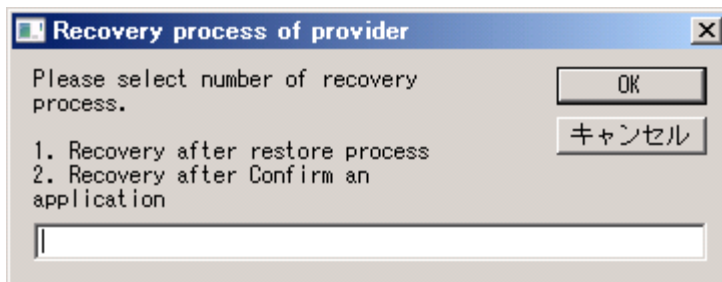 Recovery process of provider
Please select number of recovery
process.
OK
キャンセル
1. Recovery after restore process
2. Recovery after Confirm an
application